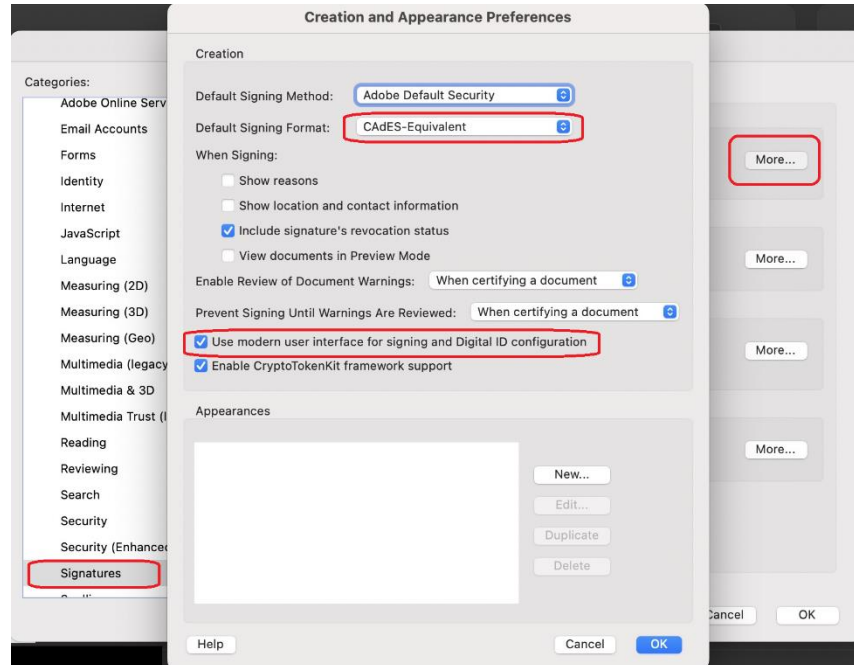 Creation and Appearance Preferences
Creation
Categories:
Adobe Online Serv
Email Accounts
Forms
Identity
Internet
JavaScript
Language
Measuring (2D)
Measuring (3D)
Measuring (Geo)
Multimedia (legacy
Multimedia & 3D
Multimedia Trust (l
Reading
Reviewing
Search
Security
Security (Enhanced
Signatures
Default Signing Method: Adobe Default Security
Default Signing Format: CAdES-Equivalent
When Signing:
Show reasons
Show location and contact information
Include signature's revocation status
View documents in Preview Mode
Enable Review of Document Warnings: When certifying a document
Prevent Signing Until Warnings Are Reviewed: When certifying a document
Use modern user interface for signing and Digital ID configuration
Enable CryptoTokenKit framework support
Appearances
New...
Edit...
Duplicate
Delete
Help
Cancel
OK
More...
More...
More...
More...
Cancel
OK